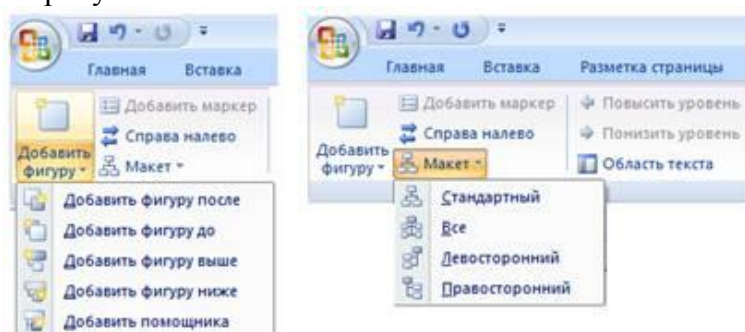 Главная Вставка
Добавить маркер
Справа налево
Добавить фигуру
Макет
Добавить фигуру после
Добавить фигуру до
Добавить фигуру выше
Добавить фигуру ниже
Добавить помощника
Главная Вставка Разметка страницы
Добавить маркер Повысить уровень
Справа налево Понизить уровень
Добавить фигуру
Макет Область текста
Стандартный
Все
Левосторонний
Правосторонний